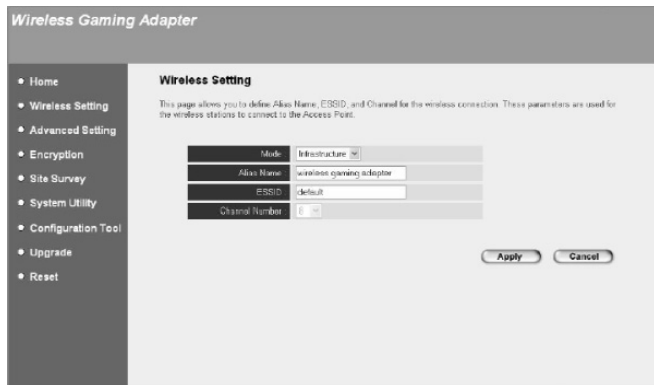 Wireless Gaming Adapter
Home
Wireless Setting
Advanced Setting
Encryption
Site Survey
System Utility
Configuration Tool
Upgrade
Reset
Wireless Setting
This page allows you to define Alias Name, ESSID, and Channel for the wireless connection. These parameters are used for
the wireless stations to connect to the Access Point.
Mode Infrastructure
Alias Name wireless gaming adapter
ESSID default
Channel Number 6
Apply Cancel